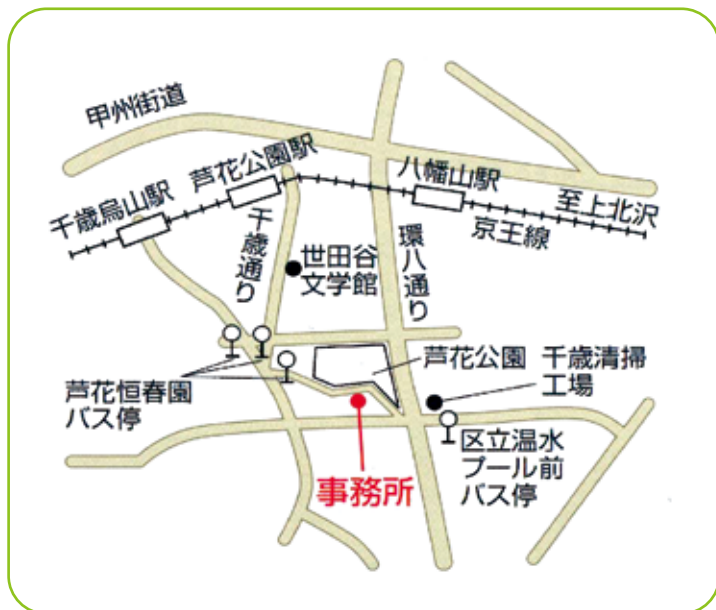 甲州街道
千歳烏山駅
芦花公園駅
八幡山駅
至上北沢
京王線
千歳通り
世田谷
文学館
環八通り
芦花恒春園
バス停
芦花公園
千歳清掃
工場
区立温水
プール前
バス停
事務所